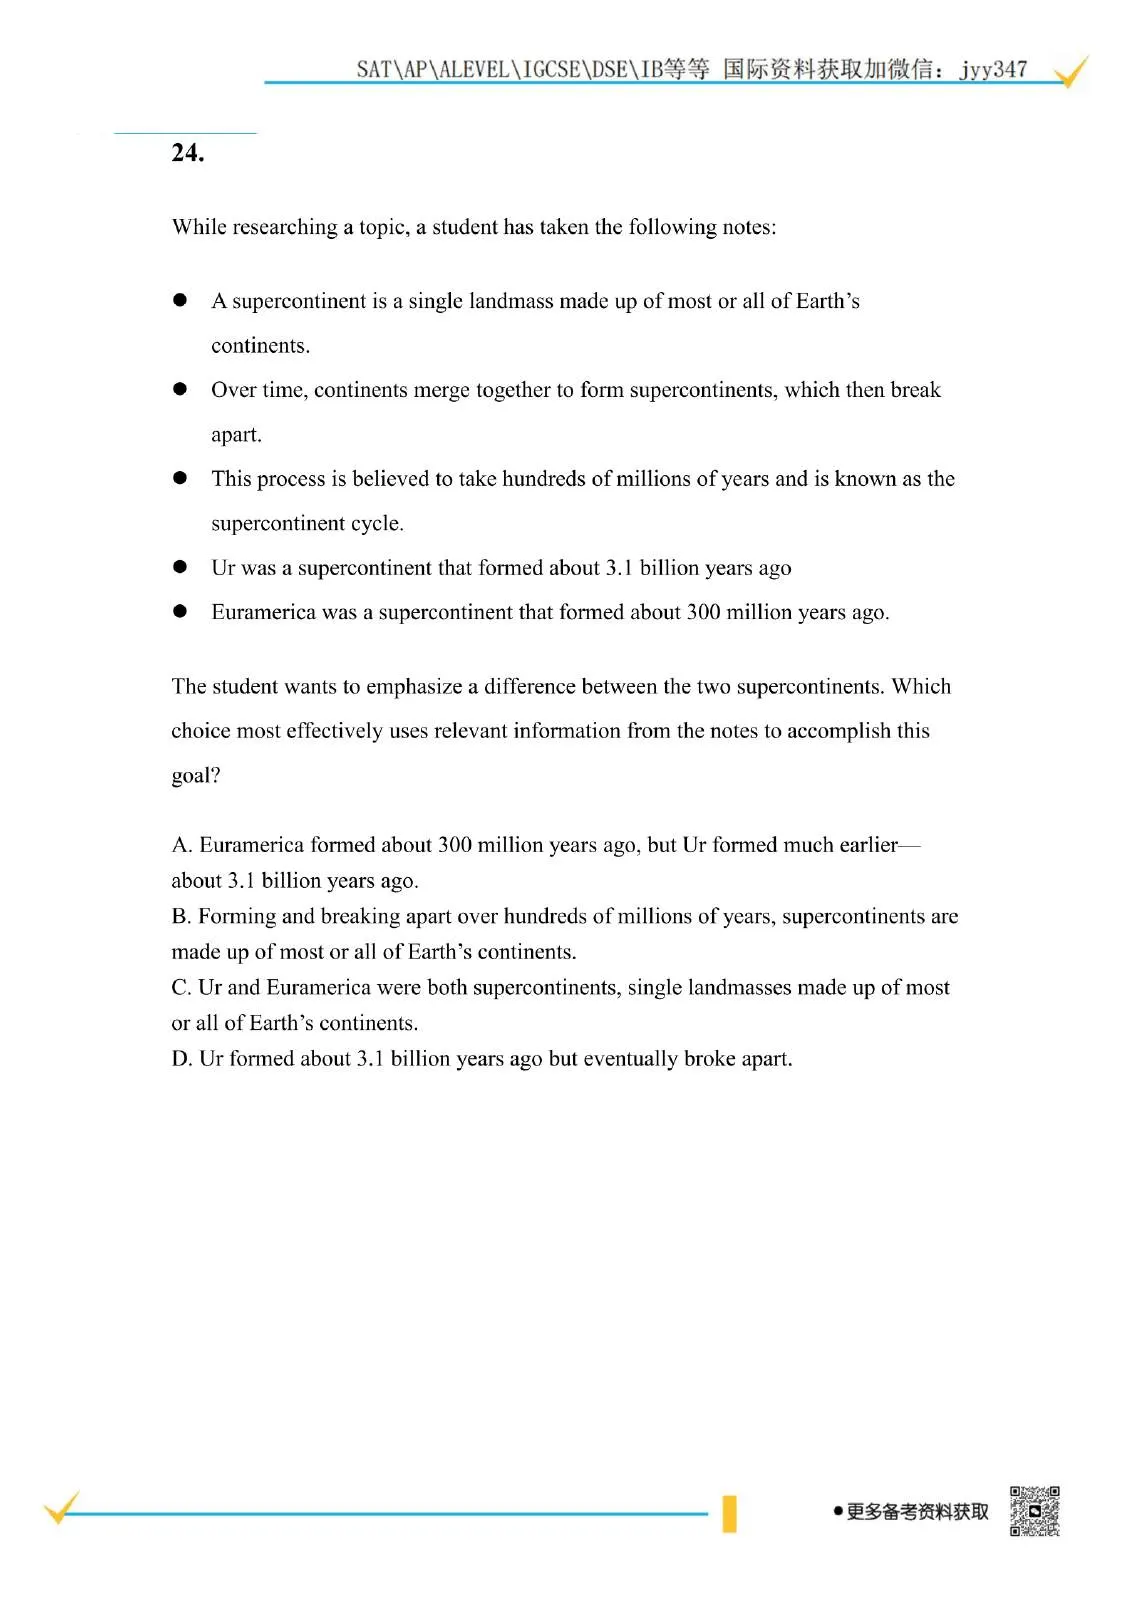 SAT\AP\ALEVEL\IGCSE\DSE\IB等等 国际资料获取加微信：jyy347
24.
While researching a topic, a student has taken the following notes:
● A supercontinent is a single landmass made up of most or all of Earth’s
continents.
● Over time, continents merge together to form supercontinents, which then break
apart.
● This process is believed to take hundreds of millions of years and is known as the
supercontinent cycle.
● Ur was a supercontinent that formed about 3.1 billion years ago
● Euramerica was a supercontinent that formed about 300 million years ago.
The student wants to emphasize a difference between the two supercontinents. Which
choice most effectively uses relevant information from the notes to accomplish this
goal?
A. Euramerica formed about 300 million years ago, but Ur formed much earlier—
about 3.1 billion years ago.
B. Forming and breaking apart over hundreds of millions of years, supercontinents are
made up of most or all of Earth’s continents.
C. Ur and Euramerica were both supercontinents, single landmasses made up of most
or all of Earth’s continents.
D. Ur formed about 3.1 billion years ago but eventually broke apart.
●更多备考资料获取